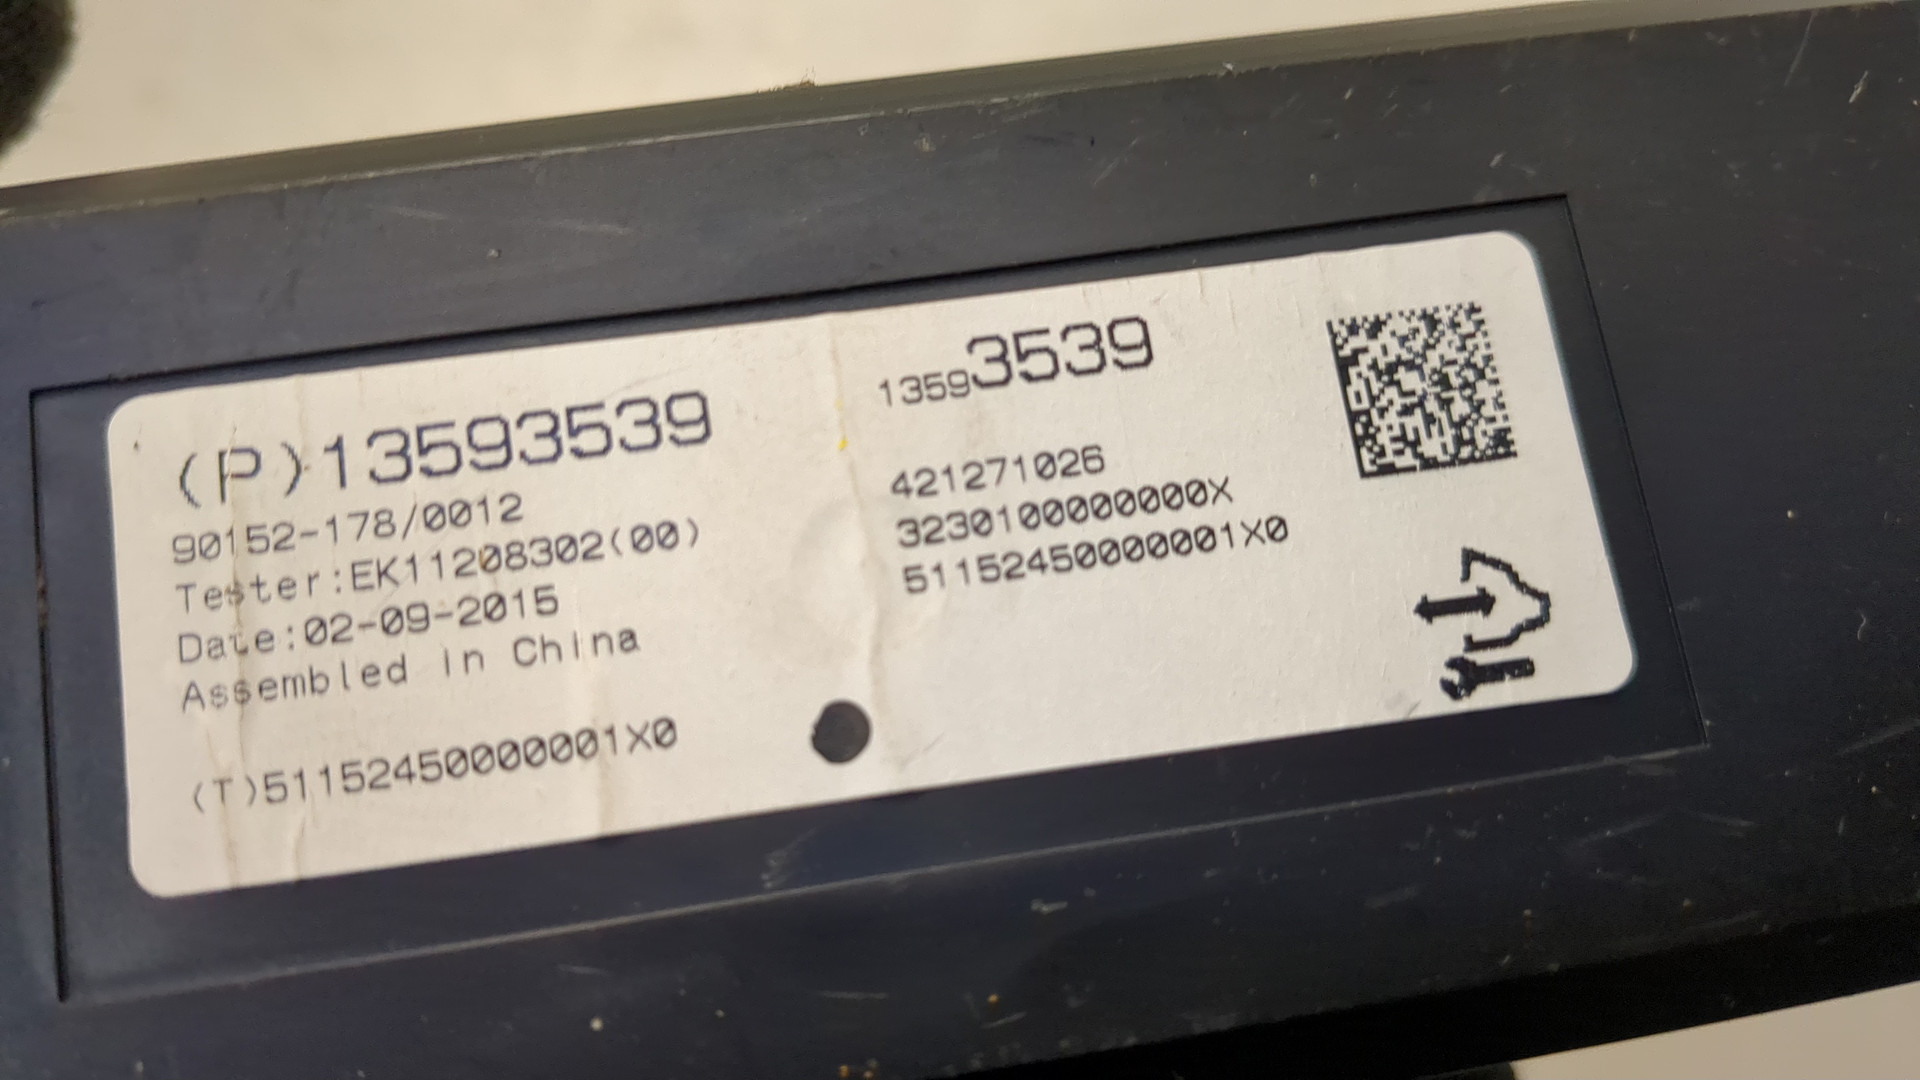 (P)13593539
90152-178/0012
Tester:EK11208302(00)
Date:02-09-2015
Assembled in China
(T)51152450000001X0
13593539
421271026
3230100000000X
51152450000001X0